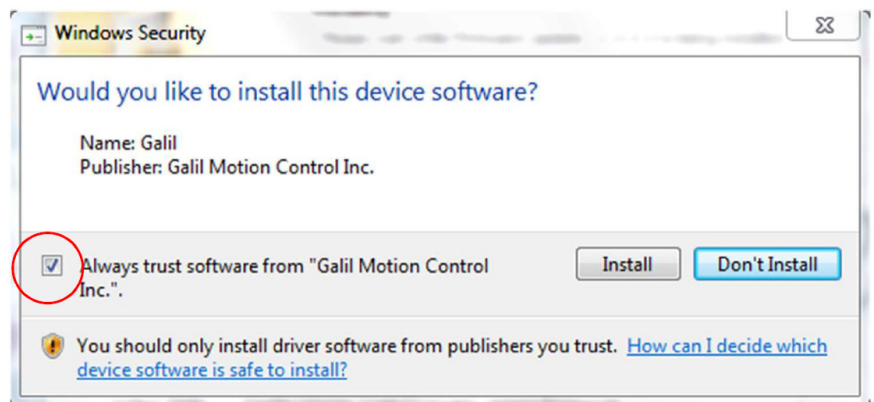 Windows Security
Would you like to install this device software?
Name: Galil
Publisher: Galil Motion Control Inc.
Always trust software from "Galil Motion Control
Inc.".
Install
Don't Install
You should only install driver software from publishers you trust. How can I decide which
device software is safe to install?